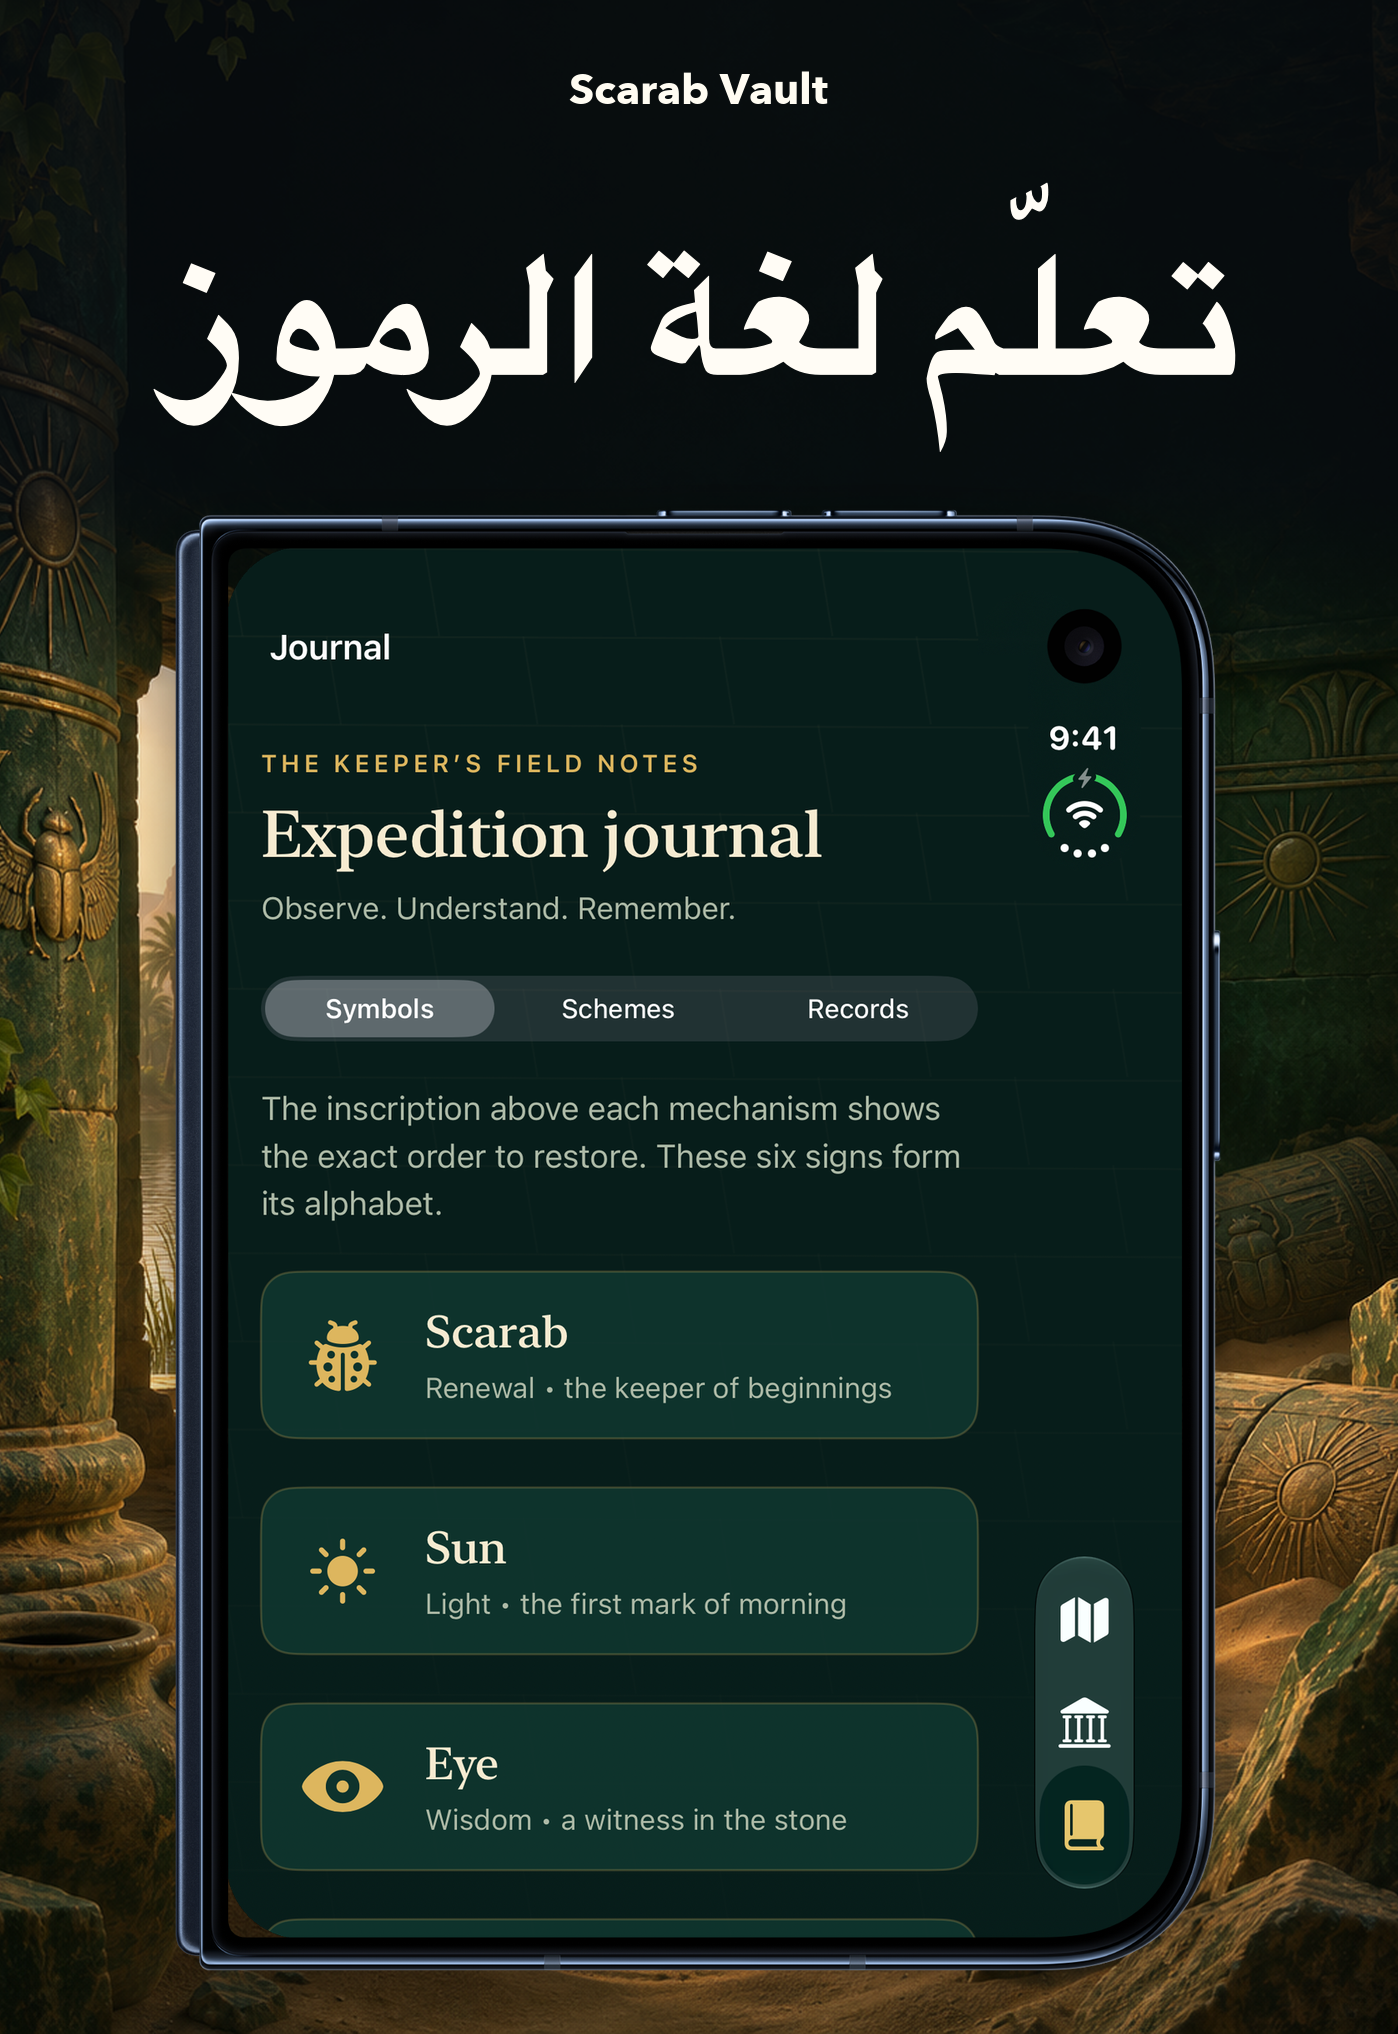 Scarab Vault
تعلّم لغة الرموز
Journal
9:41
THE KEEPER’S FIELD NOTES
Expedition journal
Observe. Understand. Remember.
Symbols Schemes Records
The inscription above each mechanism shows
the exact order to restore. These six signs form
its alphabet.
Scarab
Renewal • the keeper of beginnings
Sun
Light • the first mark of morning
Eye
Wisdom • a witness in the stone